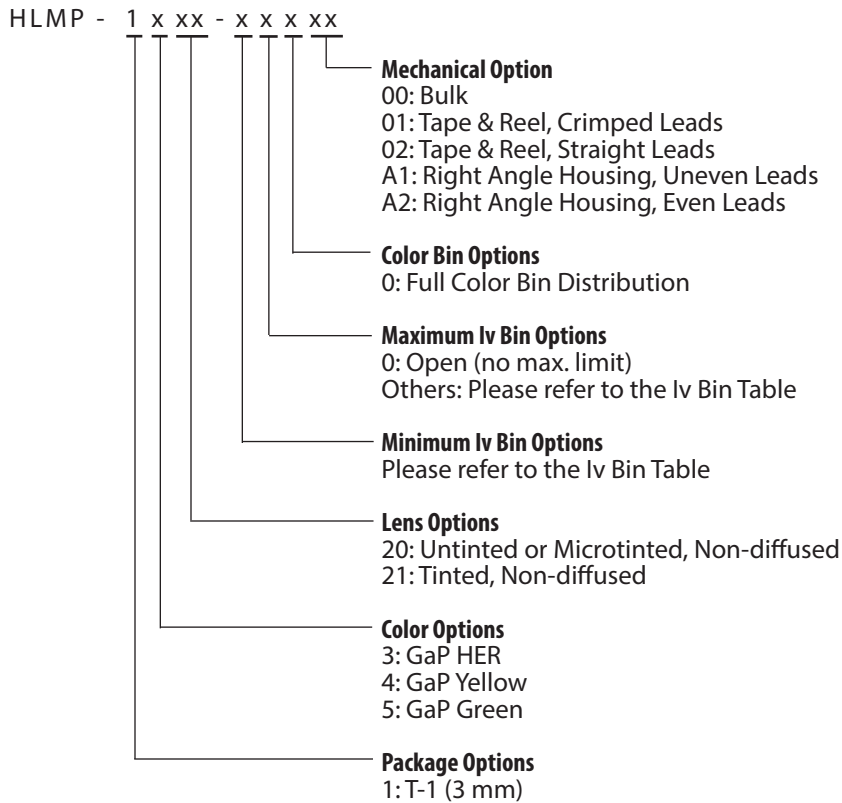 HLMP - 1 x xx - x x x xx
Mechanical Option
00: Bulk
01: Tape & Reel, Crimped Leads
02: Tape & Reel, Straight Leads
A1: Right Angle Housing, Uneven Leads
A2: Right Angle Housing, Even Leads
Color Bin Options
0: Full Color Bin Distribution
Maximum Iv Bin Options
0: Open (no max. limit)
Others: Please refer to the Iv Bin Table
Minimum Iv Bin Options
Please refer to the Iv Bin Table
Lens Options
20: Untinted or Microtinted, Non-diffused
21: Tinted, Non-diffused
Color Options
3: GaP HER
4: GaP Yellow
5: GaP Green
Package Options
1: T-1 (3 mm)